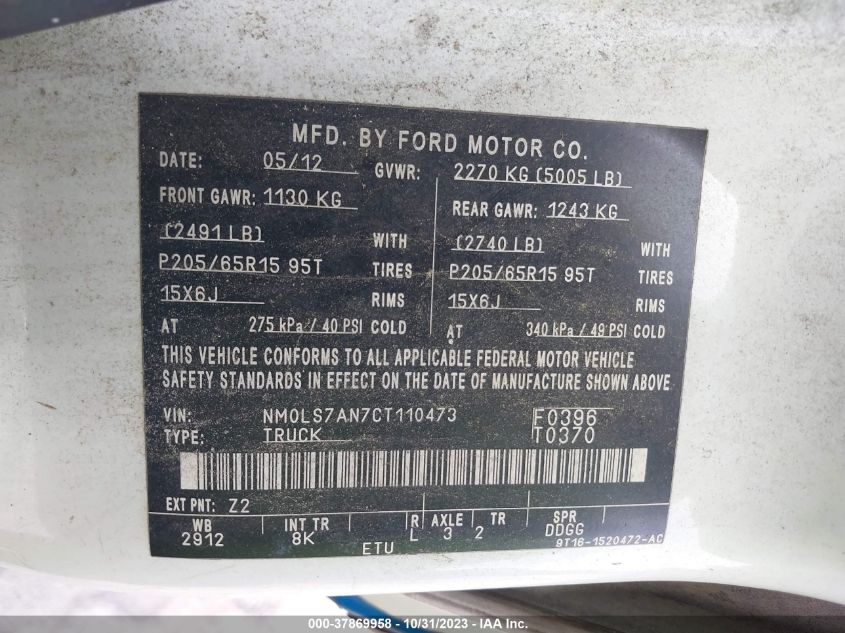 MFD. BY FORD MOTOR CO.
DATE: 05/12 GVWR: 2270 KG (5005 LB)
FRONT GAWR: 1130 KG REAR GAWR: 1243 KG
(2491 LB) WITH (2740 LB) WITH
P205/65R15 95T TIRES P205/65R15 95T TIRES
15X6J RIMS 15X6J RIMS
AT 275 kPa / 40 PSI COLD AT 340 kPa / 49 PSI COLD
THIS VEHICLE CONFORMS TO ALL APPLICABLE FEDERAL MOTOR VEHICLE
SAFETY STANDARDS IN EFFECT ON THE DATE OF MANUFACTURE SHOWN ABOVE
VIN: NM0LS7AN7CT110473 F0396
TYPE: TRUCK T0370
EXT PNT: Z2
WB INT TR R AXLE TR SPR
2912 8K L 3 2 DDGG
ETU 9T16-1520472-AC
000-37869958 - 10/31/2023 - IAA Inc.